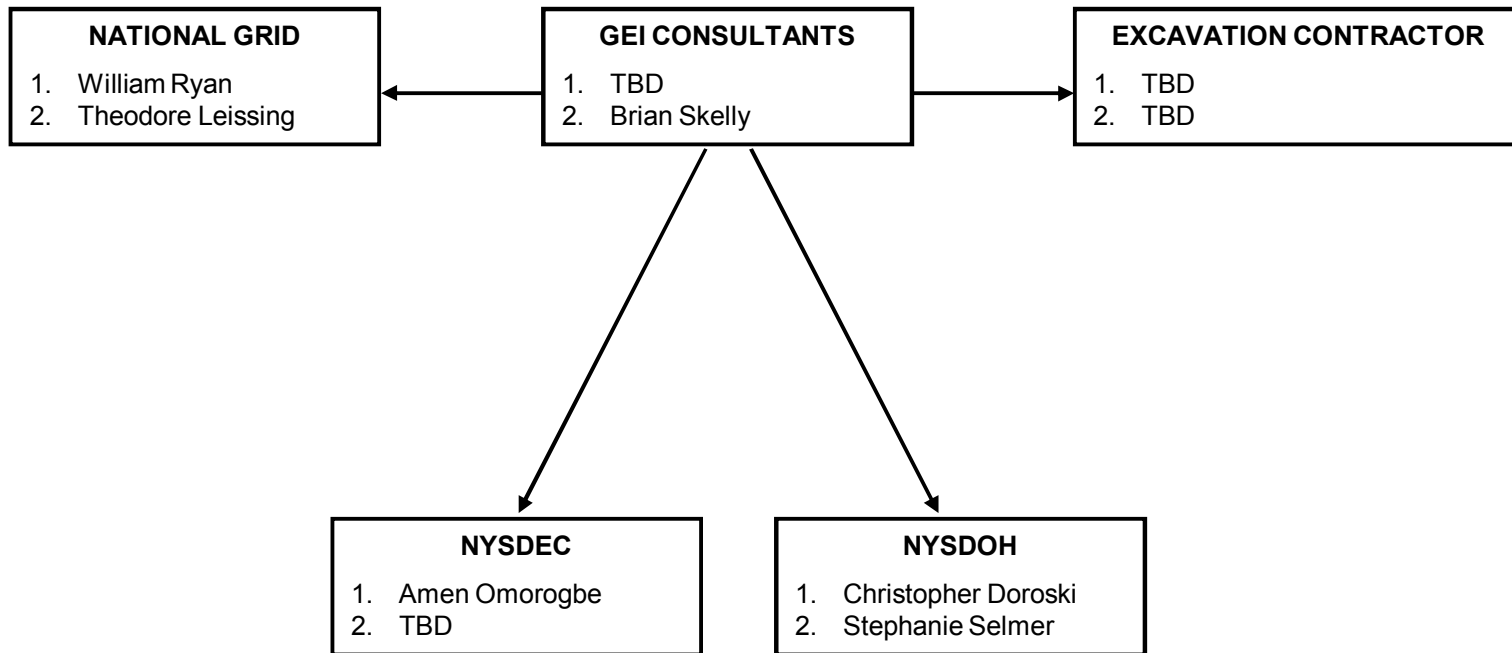 NATIONAL GRID
1. William Ryan
2. Theodore Leissing
GEI CONSULTANTS
1. TBD
2. Brian Skelly
EXCAVATION CONTRACTOR
1. TBD
2. TBD
NYSDEC
1. Amen Omorogbe
2. TBD
NYSDOH
1. Christopher Doroski
2. Stephanie Selmer